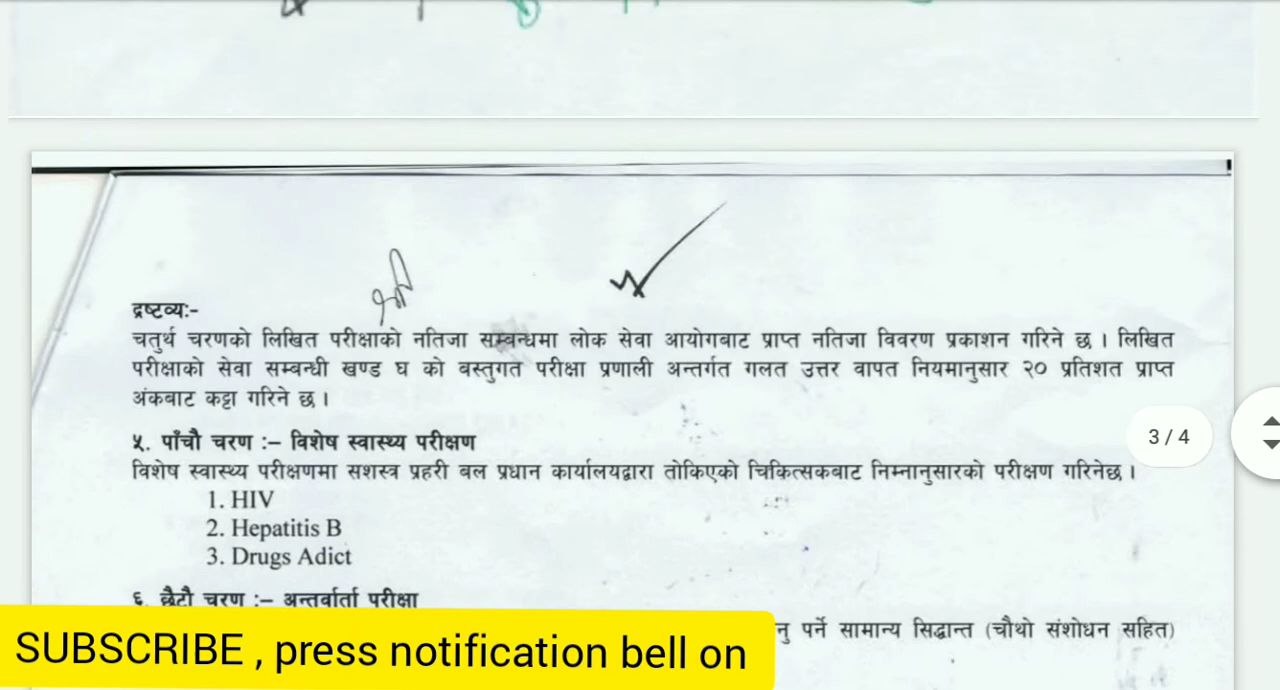 द्रष्टव्यः-
चतुर्थ चरणको लिखित परीक्षाको नतिजा सम्बन्धमा लोक सेवा आयोगबाट प्राप्त नतिजा विवरण प्रकाशन गरिने छ । लिखित
परीक्षाको सेवा सम्बन्धी खण्ड घ को बस्तुगत परीक्षा प्रणाली अन्तर्गत गलत उत्तर वापत नियमानुसार २० प्रतिशत प्राप्त
अंकबाट कट्टा गरिने छ ।
५. पाँचौ चरण :– विशेष स्वास्थ्य परीक्षण
विशेष स्वास्थ्य परीक्षणमा सशस्त्र प्रहरी बल प्रधान कार्यालयद्वारा तोकिएको चिकित्सकबाट निम्नानुसारको परीक्षण गरिनेछ ।
1. HIV
2. Hepatitis B
3. Drugs Adict
3 / 4
६. छैटौ चरण :– अन्तर्वार्ता परीक्षा
पर्ने सामान्य सिद्धान्त (चौथो संशोधन सहित)
SUBSCRIBE , press notification bell on